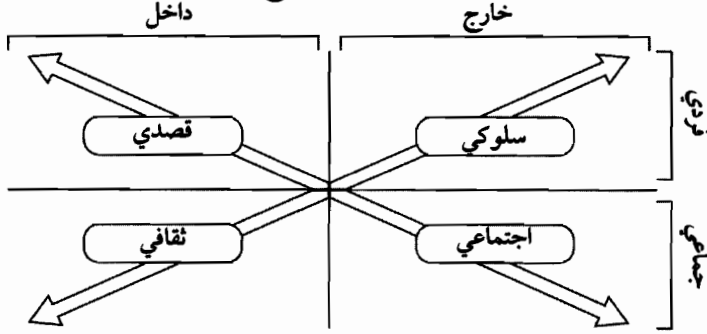 خارج
داخل
فردي
سلوكي
قصدي
جماعي
اجتماعي
ثقافي